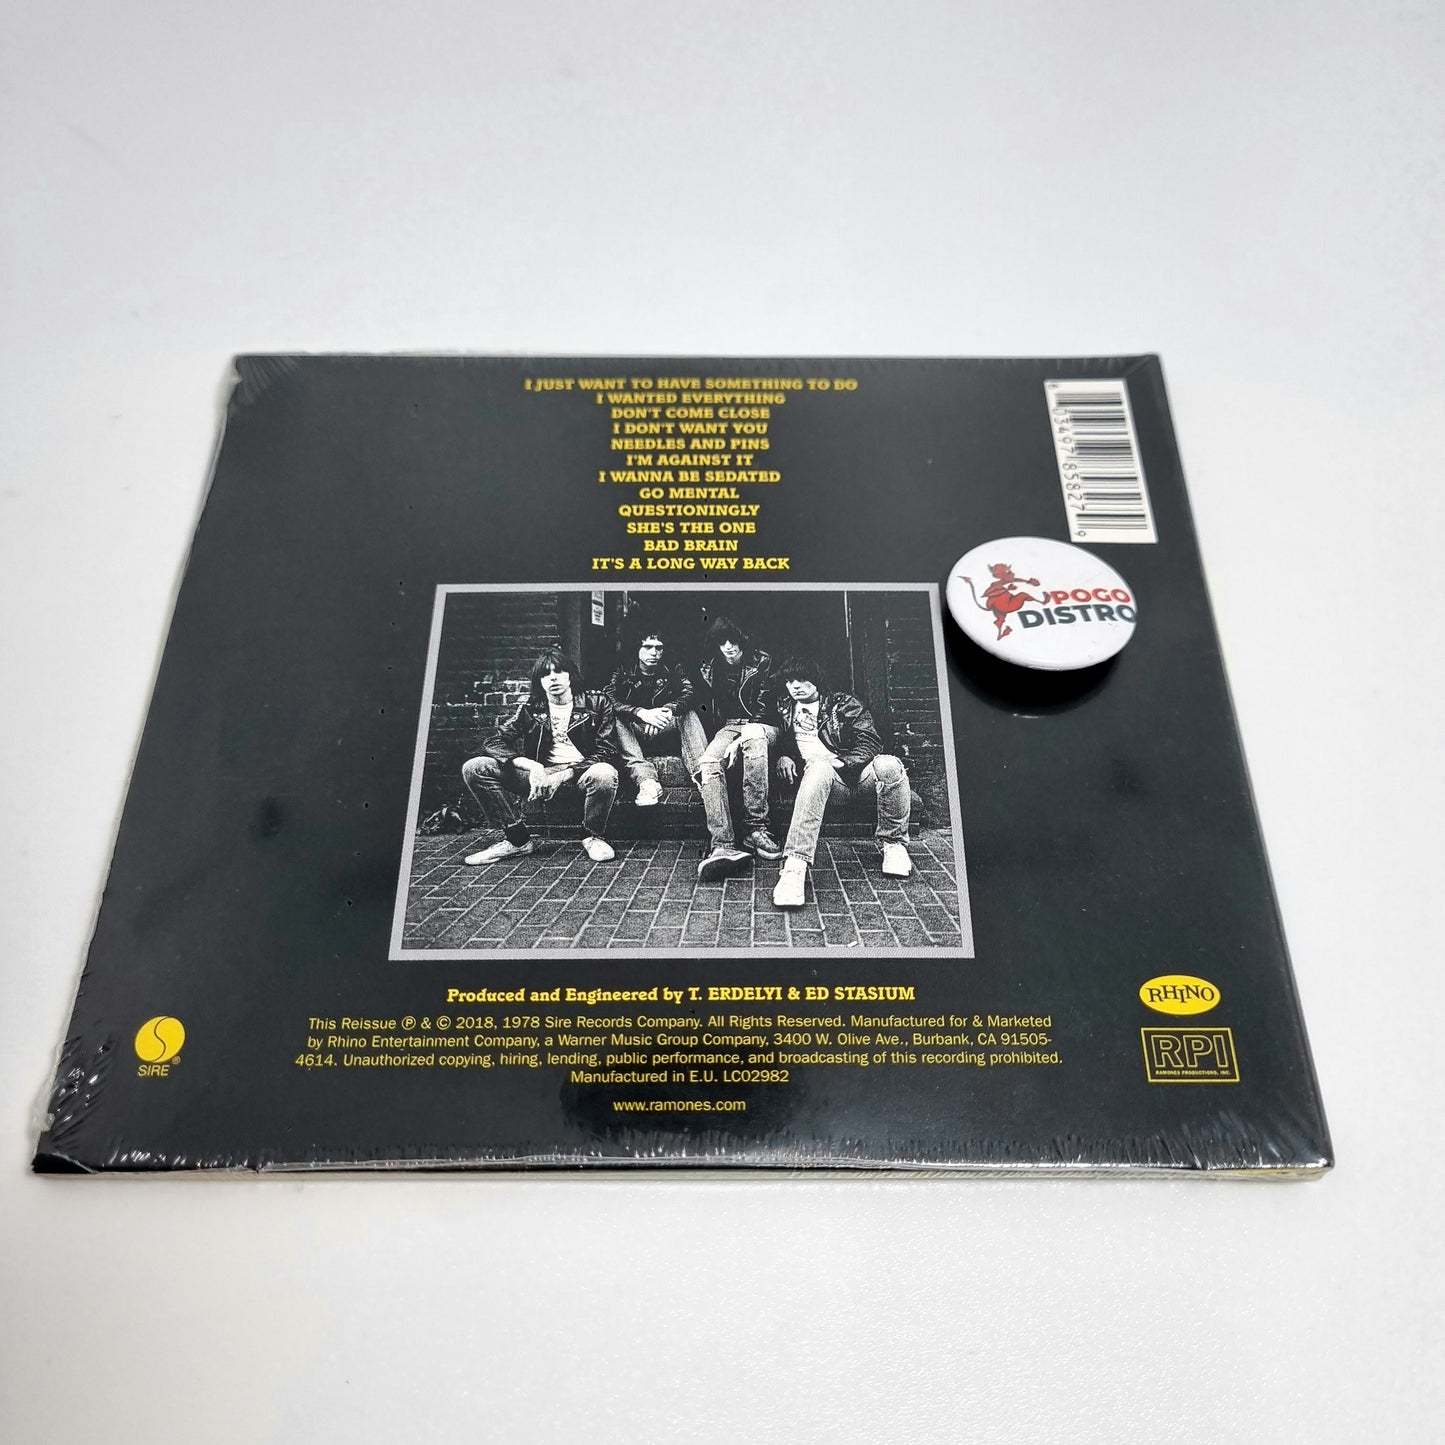 I JUST WANT TO HAVE SOMETHING TO DO
I WANTED EVERYTHING
DON'T COME CLOSE
I DON'T WANT YOU
NEEDLES AND PINS
I'M AGAINST IT
I WANNA BE SEDATED
GO MENTAL
QUESTIONINGLY
SHE'S THE ONE
BAD BRAIN
IT'S A LONG WAY BACK
6 03497 85827 9
POGO
DISTRO
Produced and Engineered by T. ERDELYI & ED STASIUM
This Reissue ℗ & © 2018, 1978 Sire Records Company. All Rights Reserved. Manufactured for & Marketed
by Rhino Entertainment Company, a Warner Music Group Company, 3400 W. Olive Ave., Burbank, CA 91505-
4614. Unauthorized copying, hiring, lending, public performance, and broadcasting of this recording prohibited.
Manufactured in E.U. LC02982
www.ramones.com
SIRE®
RHINO
RPI
RAMONES PRODUCTIONS, INC.